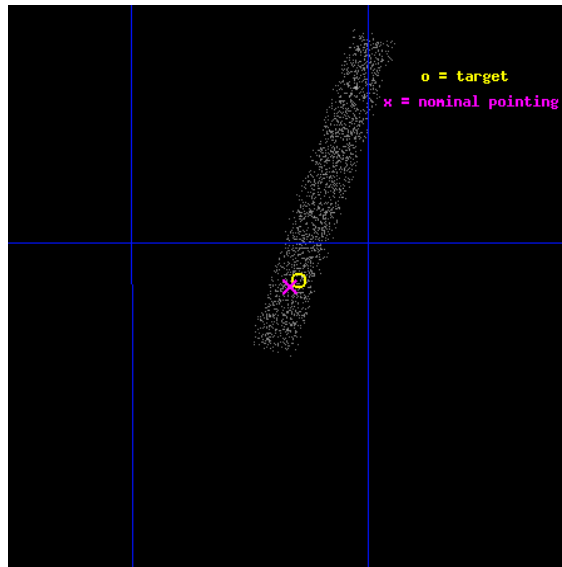 o = target
x = nominal pointing